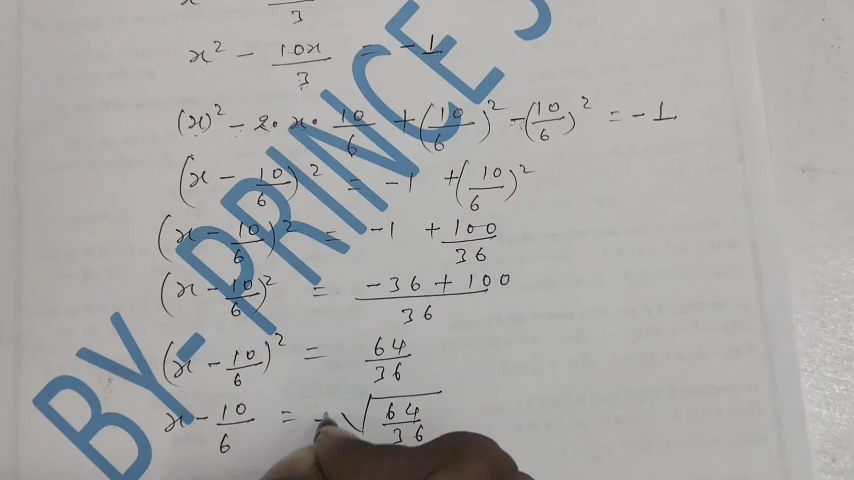 x² - 10x/3 = -1
(x)² - 2·x·10/6 + (10/6)² - (10/6)² = -1
(x - 10/6)² = -1 + (10/6)²
(x - 10/6)² = -1 + 100/36
(x - 10/6)² = -36 + 100/36
(x - 10/6)² = 64/36
x - 10/6 = √64/36
BY-PRINCE